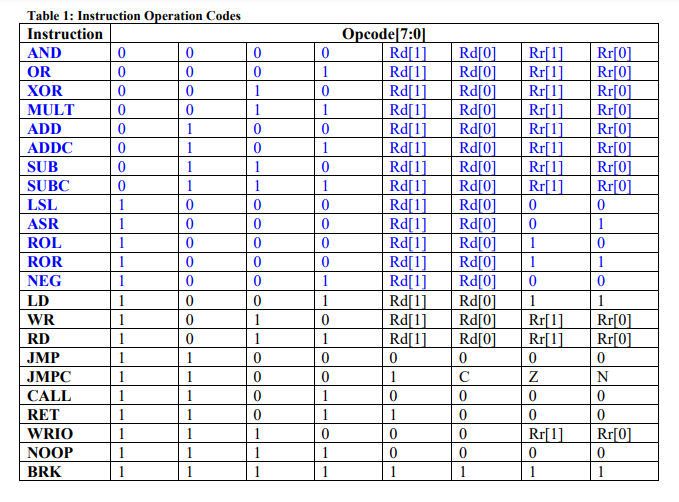 Table 1: Instruction Operation Codes
Instruction Opcode[7:0]
AND 0 0 0 0 Rd[1] Rd[0] Rr[1] Rr[0]
OR 0 0 0 1 Rd[1] Rd[0] Rr[1] Rr[0]
XOR 0 0 1 0 Rd[1] Rd[0] Rr[1] Rr[0]
MULT 0 0 1 1 Rd[1] Rd[0] Rr[1] Rr[0]
ADD 0 1 0 0 Rd[1] Rd[0] Rr[1] Rr[0]
ADDC 0 1 0 1 Rd[1] Rd[0] Rr[1] Rr[0]
SUB 0 1 1 0 Rd[1] Rd[0] Rr[1] Rr[0]
SUBC 0 1 1 1 Rd[1] Rd[0] Rr[1] Rr[0]
LSL 1 0 0 0 Rd[1] Rd[0] 0 0
ASR 1 0 0 0 Rd[1] Rd[0] 0 1
ROL 1 0 0 0 Rd[1] Rd[0] 1 0
ROR 1 0 0 0 Rd[1] Rd[0] 1 1
NEG 1 0 0 1 Rd[1] Rd[0] 0 0
LD 1 0 0 1 Rd[1] Rd[0] 1 1
WR 1 0 1 0 Rd[1] Rd[0] Rr[1] Rr[0]
RD 1 0 1 1 Rd[1] Rd[0] Rr[1] Rr[0]
JMP 1 1 0 0 0 0 0 0
JMPC 1 1 0 0 1 C Z N
CALL 1 1 0 1 0 0 0 0
RET 1 1 0 1 1 0 0 0
WRIO 1 1 1 0 0 0 Rr[1] Rr[0]
NOOP 1 1 1 1 0 0 0 0
BRK 1 1 1 1 1 1 1 1